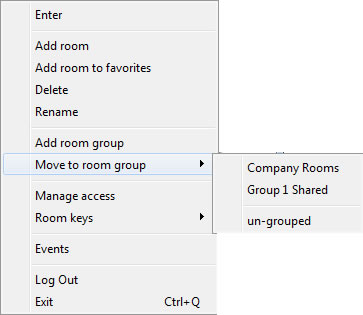 Enter
Add room
Add room to favorites
Delete
Rename
Add room group
Move to room group
Company Rooms
Group 1 Shared
un-grouped
Manage access
Room keys
Events
Log Out
Exit Ctrl+Q